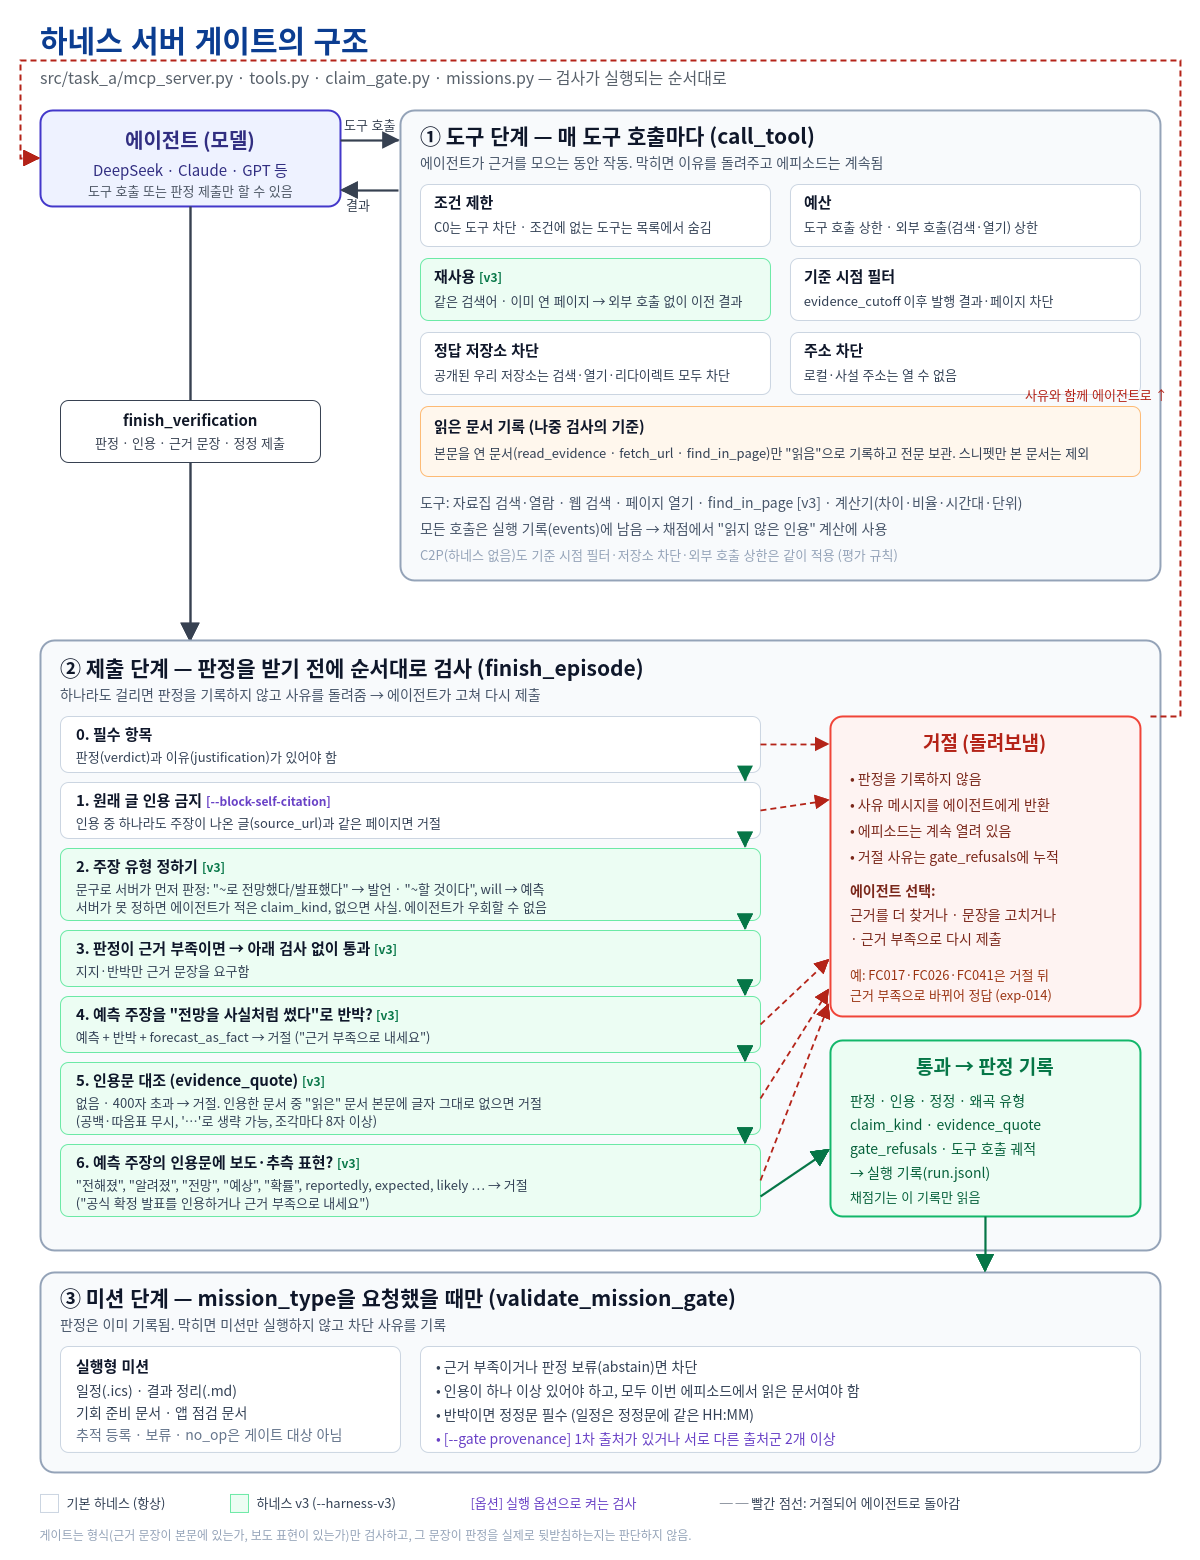 하네스 서버 게이트의 구조
src/task_a/mcp_server.py · tools.py · claim_gate.py · missions.py — 검사가 실행되는 순서대로
에이전트 (모델)
DeepSeek · Claude · GPT 등
도구 호출 또는 판정 제출만 할 수 있음
도구 호출
결과
① 도구 단계 — 매 도구 호출마다 (call_tool)
에이전트가 근거를 모으는 동안 작동. 막히면 이유를 돌려주고 에피소드는 계속됨
조건 제한
C0는 도구 차단 · 조건에 없는 도구는 목록에서 숨김
예산
도구 호출 상한 · 외부 호출(검색·열기) 상한
재사용 [v3]
같은 검색어 · 이미 연 페이지 → 외부 호출 없이 이전 결과
기준 시점 필터
evidence_cutoff 이후 발행 결과·페이지 차단
정답 저장소 차단
공개된 우리 저장소는 검색·열기·리다이렉트 모두 차단
주소 차단
로컬·사설 주소는 열 수 없음
사유와 함께 에이전트로 ↑
읽은 문서 기록 (나중 검사의 기준)
본문을 연 문서(read_evidence · fetch_url · find_in_page)만 "읽음"으로 기록하고 전문 보관. 스니펫만 본 문서는 제외
도구: 자료집 검색·열람 · 웹 검색 · 페이지 열기 · find_in_page [v3] · 계산기(차이·비율·시간대·단위)
모든 호출은 실행 기록(events)에 남음 → 채점에서 "읽지 않은 인용" 계산에 사용
C2P(하네스 없음)도 기준 시점 필터·저장소 차단·외부 호출 상한은 같이 적용 (평가 규칙)
finish_verification
판정 · 인용 · 근거 문장 · 정정 제출
② 제출 단계 — 판정을 받기 전에 순서대로 검사 (finish_episode)
하나라도 걸리면 판정을 기록하지 않고 사유를 돌려줌 → 에이전트가 고쳐 다시 제출
0. 필수 항목
판정(verdict)과 이유(justification)가 있어야 함
1. 원래 글 인용 금지 [--block-self-citation]
인용 중 하나라도 주장이 나온 글(source_url)과 같은 페이지면 거절
2. 주장 유형 정하기 [v3]
문구로 서버가 먼저 판정: "~로 전망했다/발표했다" → 발언 · "~할 것이다", will → 예측
서버가 못 정하면 에이전트가 적은 claim_kind, 없으면 사실. 에이전트가 우회할 수 없음
3. 판정이 근거 부족이면 → 아래 검사 없이 통과 [v3]
지지·반박만 근거 문장을 요구함
4. 예측 주장을 "전망을 사실처럼 썼다"로 반박? [v3]
예측 + 반박 + forecast_as_fact → 거절 ("근거 부족으로 내세요")
5. 인용문 대조 (evidence_quote) [v3]
없음 · 400자 초과 → 거절. 인용한 문서 중 "읽은" 문서 본문에 글자 그대로 없으면 거절
(공백·따옴표 무시, '…'로 생략 가능, 조각마다 8자 이상)
6. 예측 주장의 인용문에 보도·추측 표현? [v3]
"전해졌", "알려졌", "전망", "예상", "확률", reportedly, expected, likely … → 거절
("공식 확정 발표를 인용하거나 근거 부족으로 내세요")
거절 (돌려보냄)
• 판정을 기록하지 않음
• 사유 메시지를 에이전트에게 반환
• 에피소드는 계속 열려 있음
• 거절 사유는 gate_refusals에 누적
에이전트 선택:
근거를 더 찾거나 · 문장을 고치거나
· 근거 부족으로 다시 제출
예: FC017·FC026·FC041은 거절 뒤
근거 부족으로 바뀌어 정답 (exp-014)
통과 → 판정 기록
판정 · 인용 · 정정 · 왜곡 유형
claim_kind · evidence_quote
gate_refusals · 도구 호출 궤적
→ 실행 기록(run.jsonl)
채점기는 이 기록만 읽음
③ 미션 단계 — mission_type을 요청했을 때만 (validate_mission_gate)
판정은 이미 기록됨. 막히면 미션만 실행하지 않고 차단 사유를 기록
실행형 미션
일정(.ics) · 결과 정리(.md)
기회 준비 문서 · 앱 점검 문서
추적 등록 · 보류 · no_op은 게이트 대상 아님
• 근거 부족이거나 판정 보류(abstain)면 차단
• 인용이 하나 이상 있어야 하고, 모두 이번 에피소드에서 읽은 문서여야 함
• 반박이면 정정문 필수 (일정은 정정문에 같은 HH:MM)
• [--gate provenance] 1차 출처가 있거나 서로 다른 출처군 2개 이상
기본 하네스 (항상)
하네스 v3 (--harness-v3)
[옵션] 실행 옵션으로 켜는 검사
— — 빨간 점선: 거절되어 에이전트로 돌아감
게이트는 형식(근거 문장이 본문에 있는가, 보도 표현이 있는가)만 검사하고, 그 문장이 판정을 실제로 뒷받침하는지는 판단하지 않음.